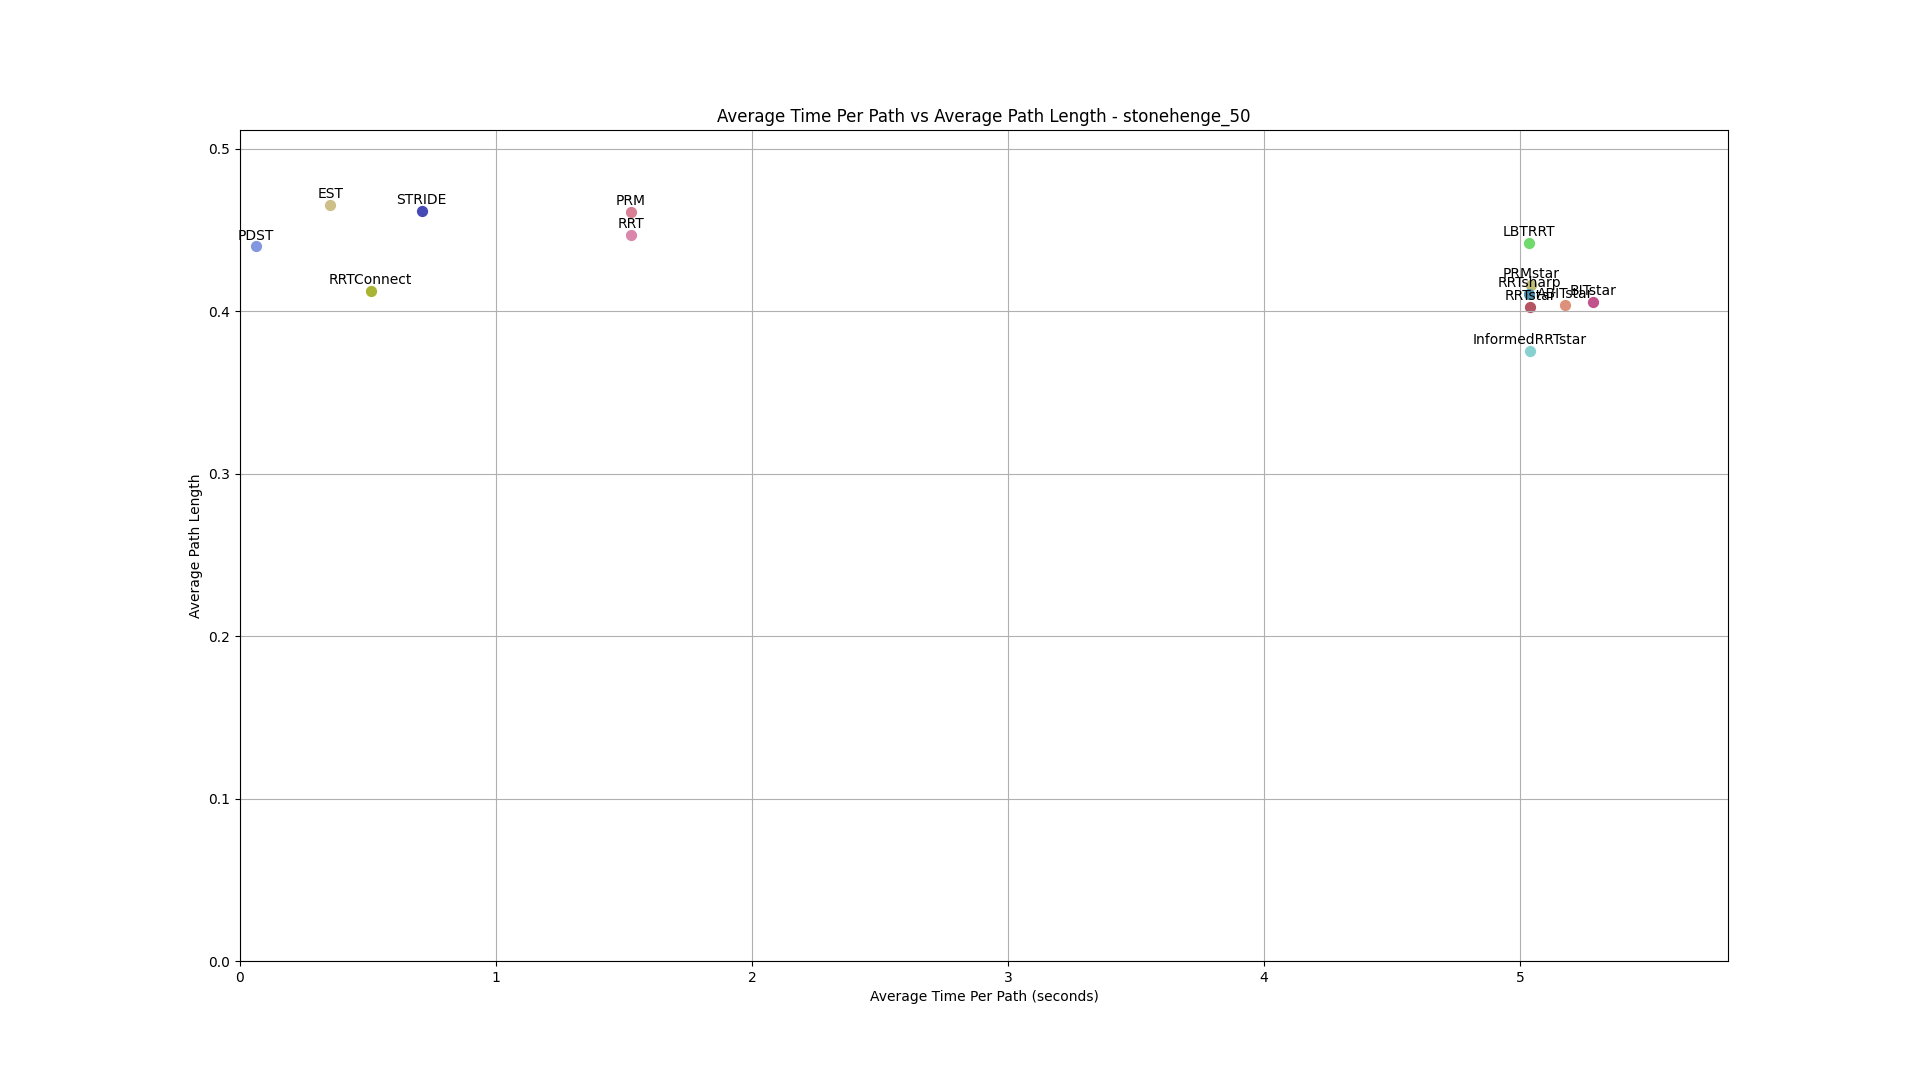 Average Time Per Path vs Average Path Length - stonehenge_50
0.5
EST
STRIDE
PRM
RRT
LBTRRT
PDST
RRTConnect
PRMstar
RRTsharp
BITstar
ABITstar
RRTstar
0.4
InformedRRTstar
0.3
Average Path Length
0.2
0.1
0.0
0
1
2
3
4
5
Average Time Per Path (seconds)